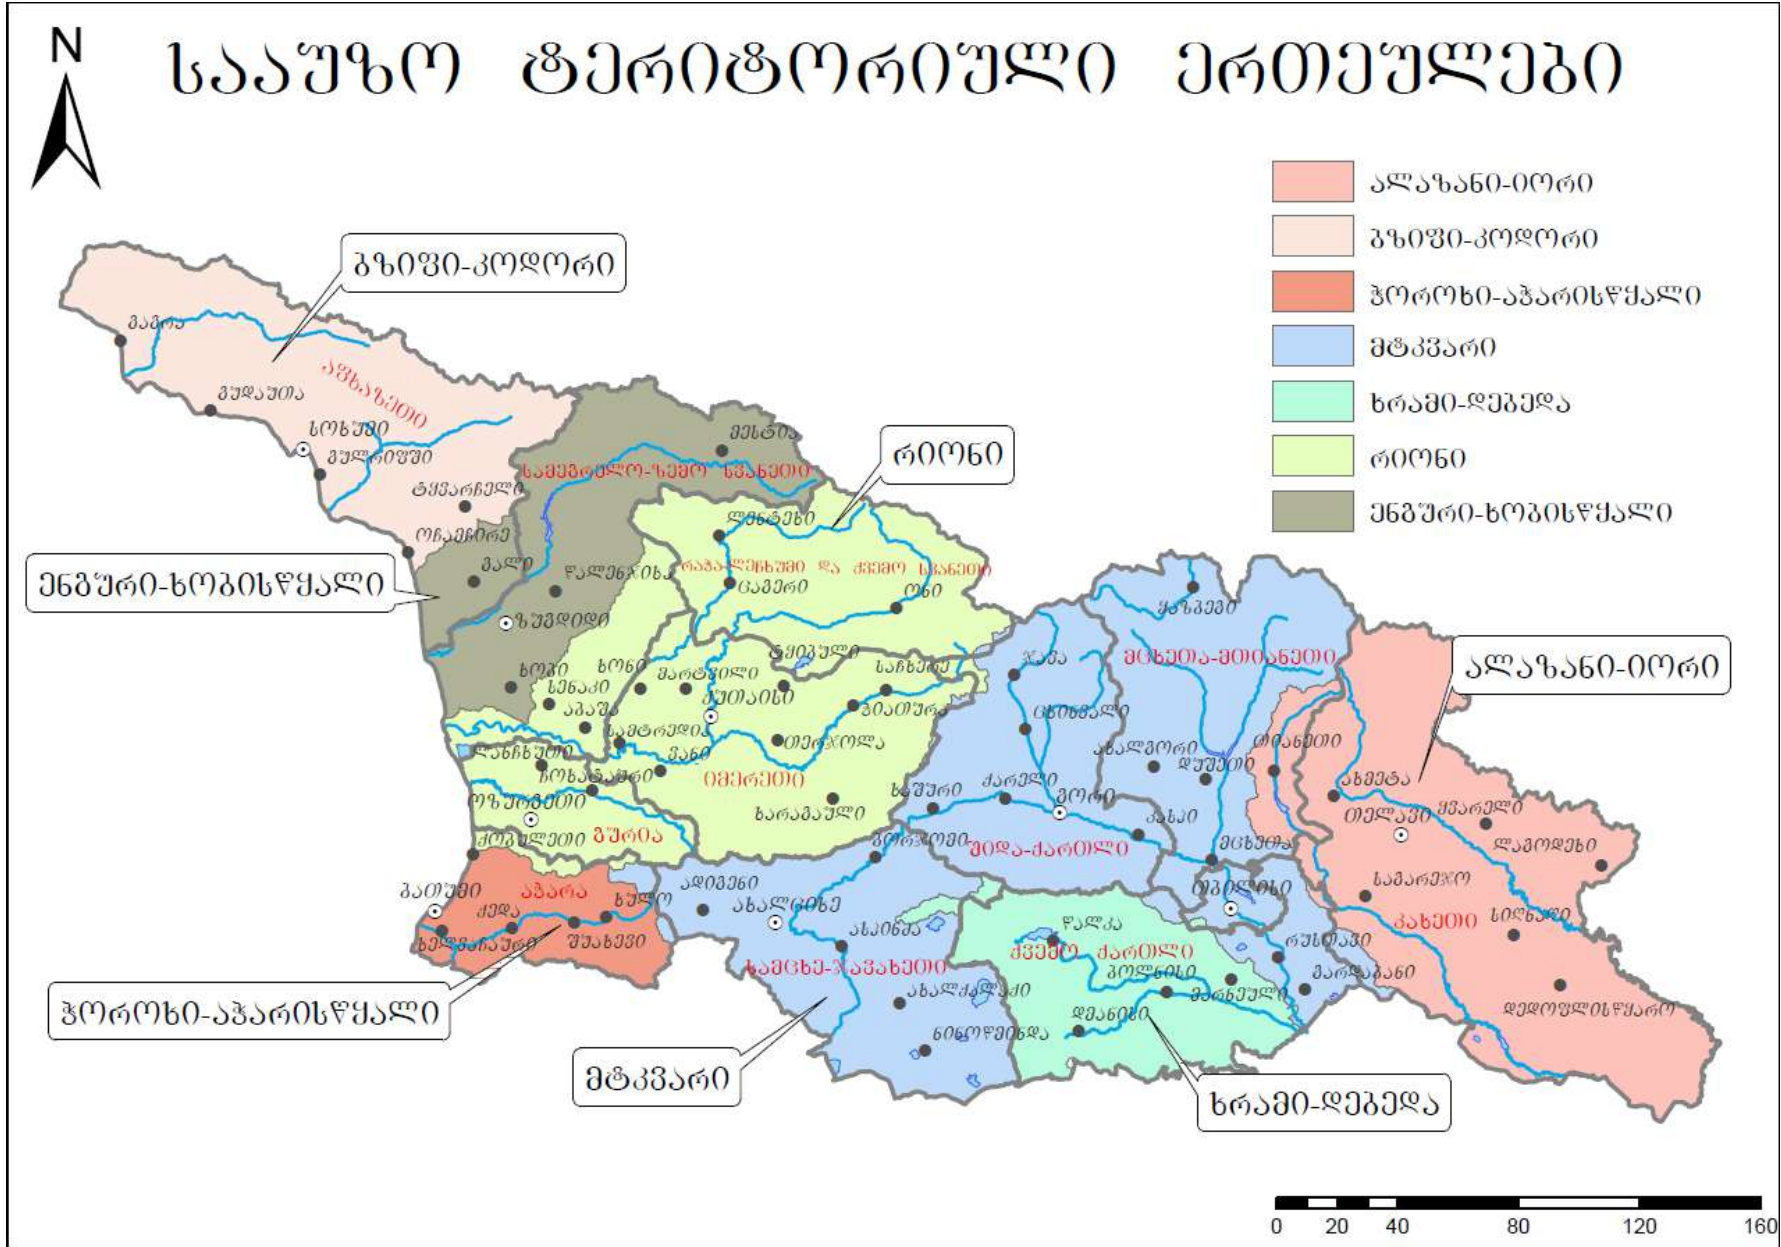 N
სააუზო ტერიტორიული ერთეულები
ალაზანი-იორი
ბზიფი-კოდორი
ჭოროხი-აჭარისწყალი
მტკვარი
ხრამი-დებედა
რიონი
ენგური-ხობისწყალი
ბზიფი-კოდორი
გაგრა
აფხაზეთი
გუდაუთა
სოხუმი
გულრიფში
ტყვარჩელი
ოჩამჩირე
მესტია
სამეგრელო-ზემო სვანეთი
რიონი
ლენტეხი
გალი
წალენჯიხა
რაჭა-ლეჩხუმი და ქვემო სვანეთი
ცაგერი
ონი
ენგური-ხობისწყალი
ზუგდიდი
ყაზბეგი
ხობი
ხონი
ტყიბული
საჩხერე
ჯავა
მცხეთა-მთიანეთი
ალაზანი-იორი
სენაკი
მარტვილი
ქუთაისი
აბაშა
ჭიათურა
ცხინვალი
სამტრედია
თერჯოლა
ლანჩხუთი
ვანი
ახალგორი
დუშეთი
თიანეთი
ჩოხატაური
იმერეთი
ოზურგეთი
ხარაგაული
ხაშური
ქარელი
გორი
ახმეტა
ყვარელი
თელავი
ქობულეთი
გურია
ბორჯომი
კასპი
შიდა-ქართლი
მცხეთა
ლაგოდეხი
ბათუმი
აჭარა
ადიგენი
თბილისი
საგარეჯო
ქედა
ხულო
ახალციხე
კახეთი
სიღნაღი
ხელვაჩაური
შუახევი
ასპინძა
წალკა
რუსთავი
სამცხე-ჯავახეთი
ქვემო ქართლი
ბოლნისი
გარდაბანი
მარნეული
ახალქალაქი
დმანისი
დედოფლისწყარო
ჭოროხი-აჭარისწყალი
ნინოწმინდა
მტკვარი
ხრამი-დებედა
0 20 40 80 120 160